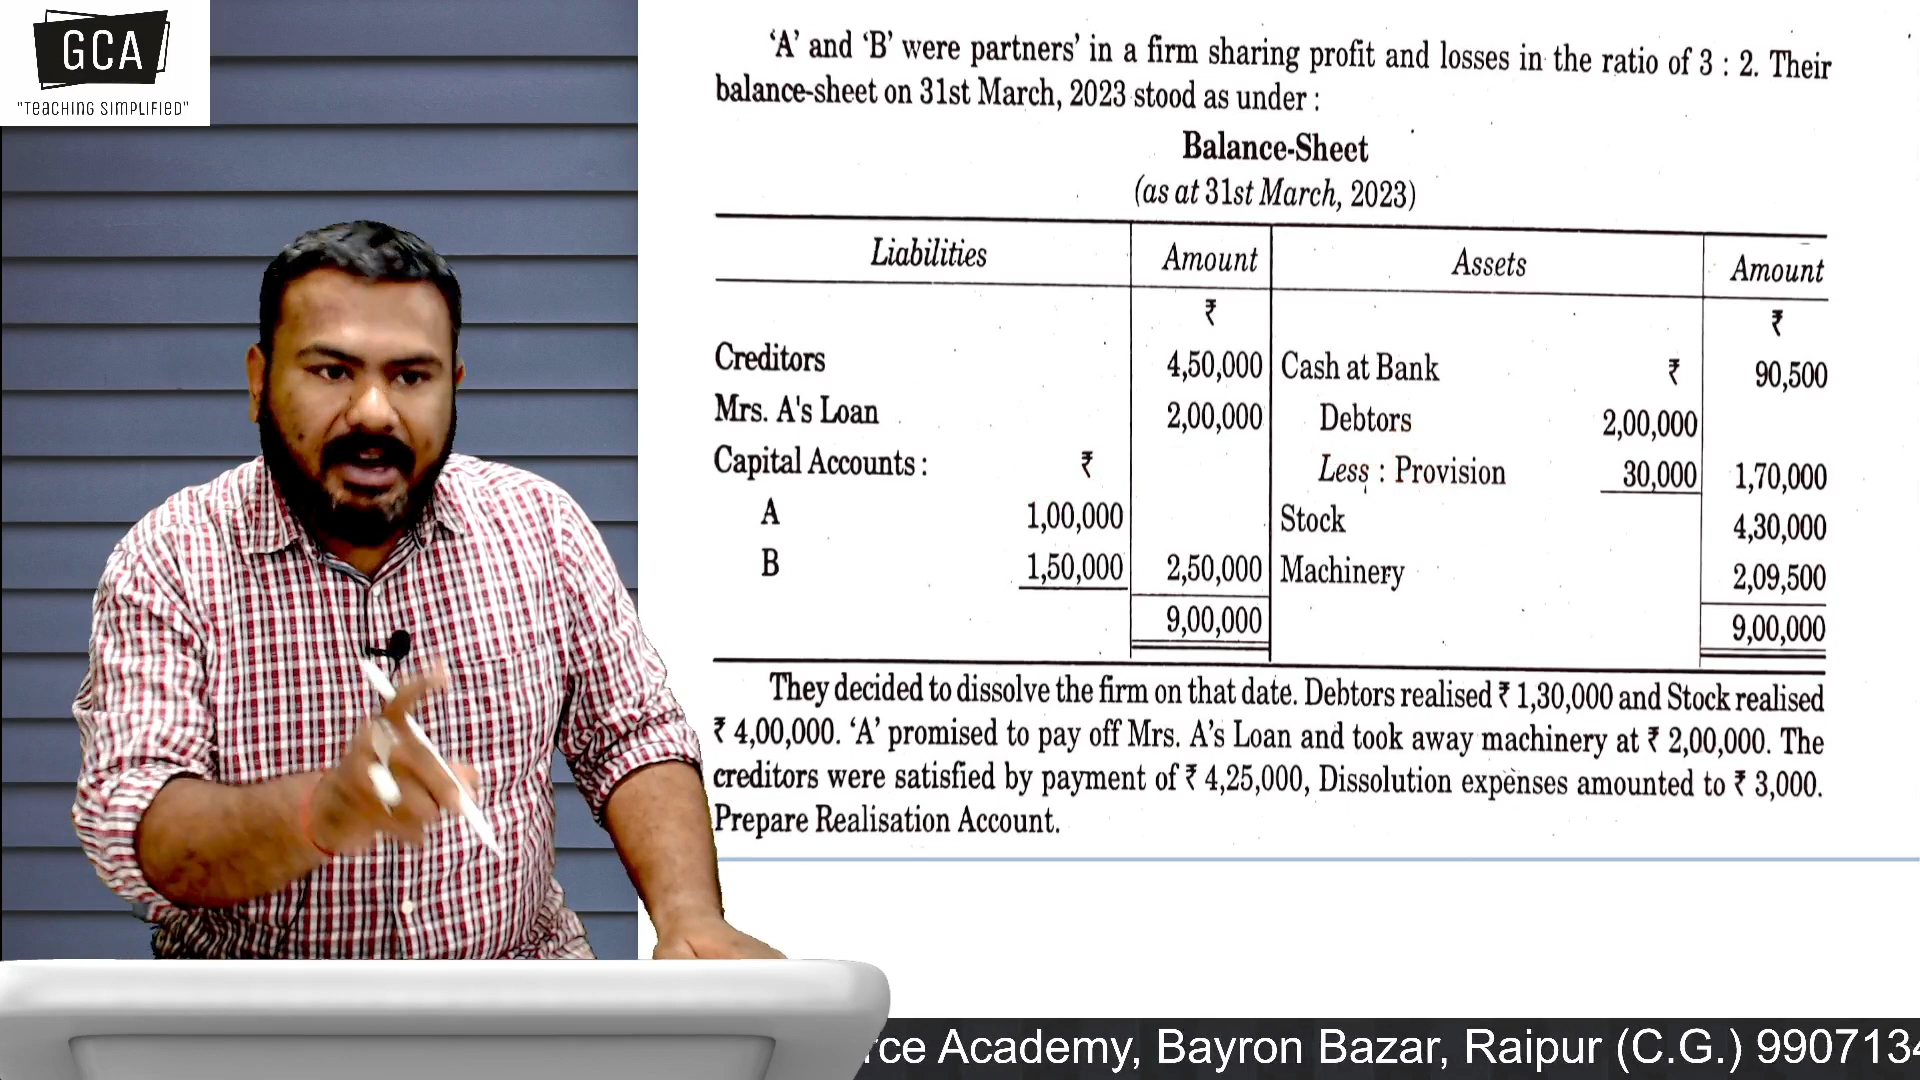 GCA
"TEACHING SIMPLIFIED"
‘A’ and ‘B’ were partners’ in a firm sharing profit and losses in the ratio of 3 : 2. Their
balance-sheet on 31st March, 2023 stood as under :
Balance-Sheet
(as at 31st March, 2023)
Liabilities Amount Assets Amount
₹ ₹
Creditors 4,50,000 Cash at Bank ₹ 90,500
Mrs. A's Loan 2,00,000 Debtors 2,00,000
Capital Accounts : ₹ Less : Provision 30,000 1,70,000
A 1,00,000 Stock 4,30,000
B 1,50,000 2,50,000 Machinery 2,09,500
9,00,000 9,00,000
They decided to dissolve the firm on that date. Debtors realised ₹ 1,30,000 and Stock realised
₹ 4,00,000. ‘A’ promised to pay off Mrs. A’s Loan and took away machinery at ₹ 2,00,000. The
creditors were satisfied by payment of ₹ 4,25,000, Dissolution expenses amounted to ₹ 3,000.
Prepare Realisation Account.
rce Academy, Bayron Bazar, Raipur (C.G.) 990713